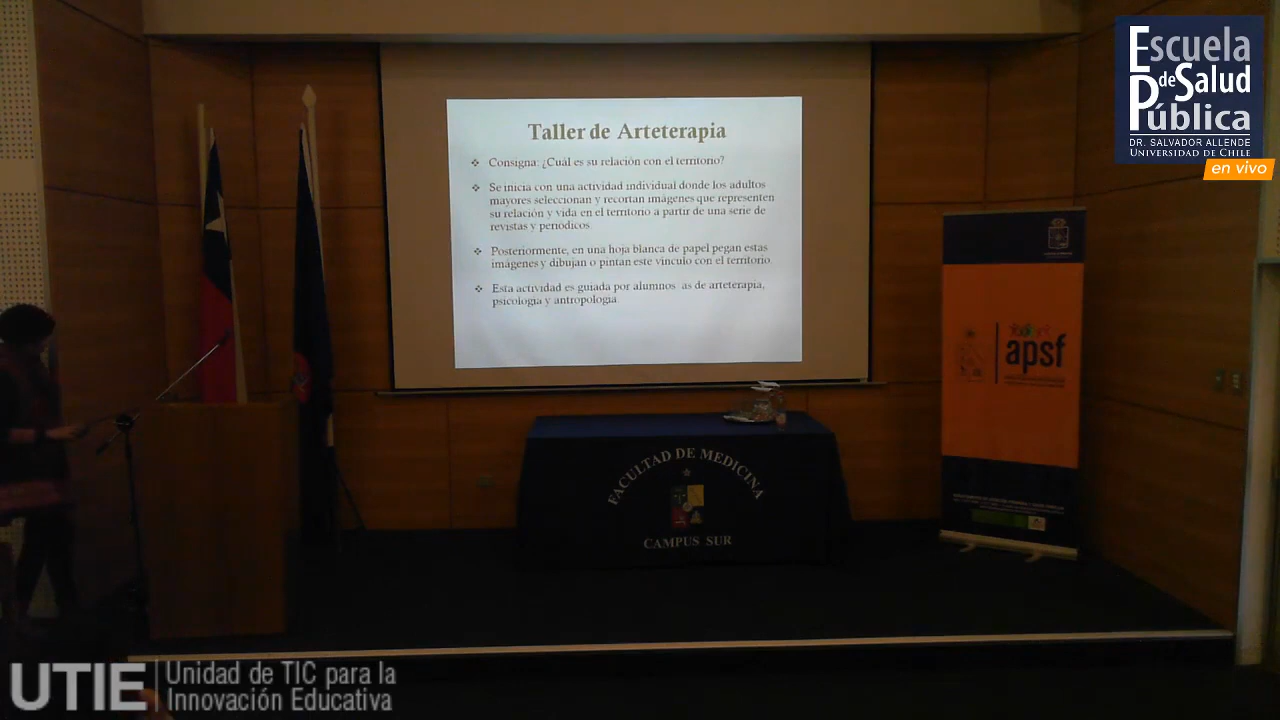 Taller de Arteterapia
Consigna: ¿Cuál es su relación con el territorio?
Se inicia con una actividad individual donde los adultos
mayores seleccionan y recortan imágenes que representen
su relación y vida en el territorio a partir de una serie de
revistas y periódicos.
Posteriormente, en una hoja blanca de papel pegan estas
imágenes y dibujan o pintan este vínculo con el territorio.
Esta actividad es guiada por alumnos as de arteterapia,
psicología y antropología.
Escuela
de Salud
Pública
DR. SALVADOR ALLENDE
UNIVERSIDAD DE CHILE
en vivo
apsf
FACULTAD DE MEDICINA
CAMPUS SUR
UTIE
Unidad de TIC para la
Innovación Educativa